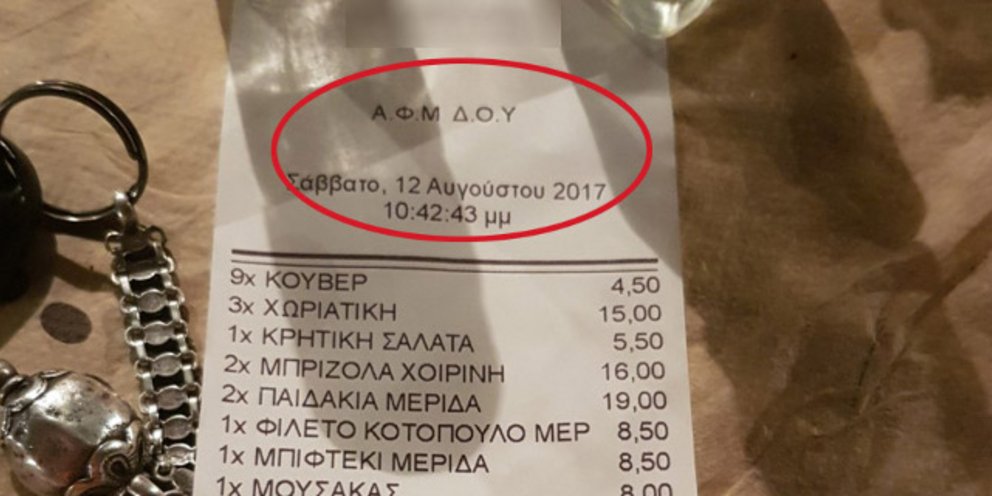 Α.Φ.Μ Δ.Ο.Υ
Σάββατο, 12 Αυγούστου 2017
10:42:43 μμ
9x ΚΟΥΒΕΡ 4,50
3x ΧΩΡΙΑΤΙΚΗ 15,00
1x ΚΡΗΤΙΚΗ ΣΑΛΑΤΑ 5,50
2x ΜΠΡΙΖΟΛΑ ΧΟΙΡΙΝΗ 16,00
2x ΠΑΙΔΑΚΙΑ ΜΕΡΙΔΑ 19,00
1x ΦΙΛΕΤΟ ΚΟΤΟΠΟΥΛΟ ΜΕΡ 8,50
1x ΜΠΙΦΤΕΚΙ ΜΕΡΙΔΑ 8,50
1x ΜΟΥΣΑΚΑΣ 8,00